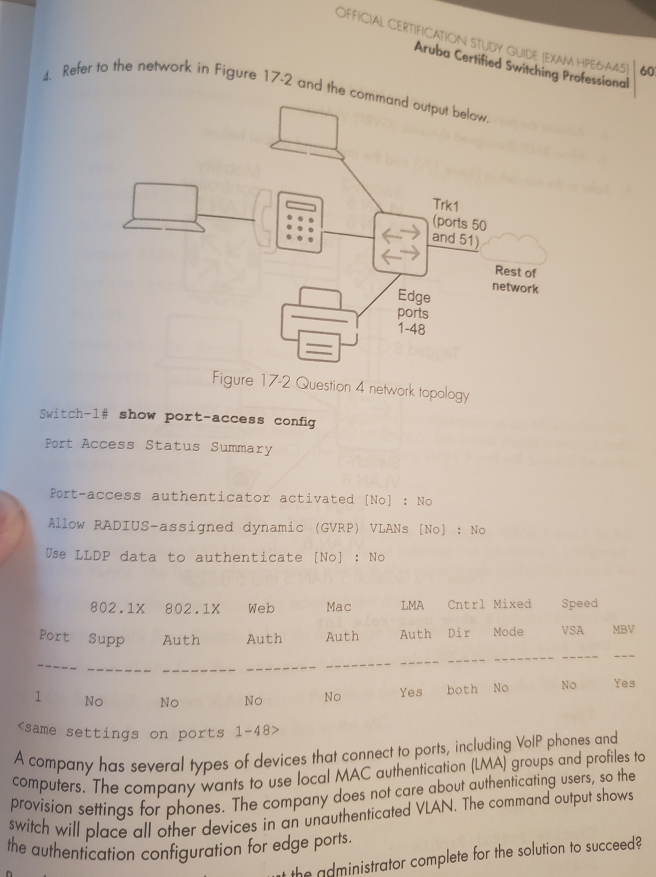 OFFICIAL CERTIFICATION STUDY GUIDE (EXAM HPE6-A45)
Aruba Certified Switching Professional
60
4. Refer to the network in Figure 17-2 and the command output below.
Trk1
(ports 50
and 51)
Rest of
network
Edge
ports
1-48
Figure 17-2 Question 4 network topology
Switch-1# show port-access config
Port Access Status Summary
Port-access authenticator activated [No] : No
Allow RADIUS-assigned dynamic (GVRP) VLANs [No] : No
Use LLDP data to authenticate [No] : No
802.1X 802.1X Web Mac LMA Cntrl Mixed Speed
Port Supp Auth Auth Auth Auth Dir Mode VSA MBV
----- ------- -------- -------- --------- ----- ----- --------- ----- ---
1 No No No No Yes both No No Yes
<same settings on ports 1-48>
A company has several types of devices that connect to ports, including VoIP phones and
computers. The company wants to use local MAC authentication (LMA) groups and profiles to
provision settings for phones. The company does not care about authenticating users, so the
switch will place all other devices in an unauthenticated VLAN. The command output shows
the authentication configuration for edge ports.
the administrator complete for the solution to succeed?